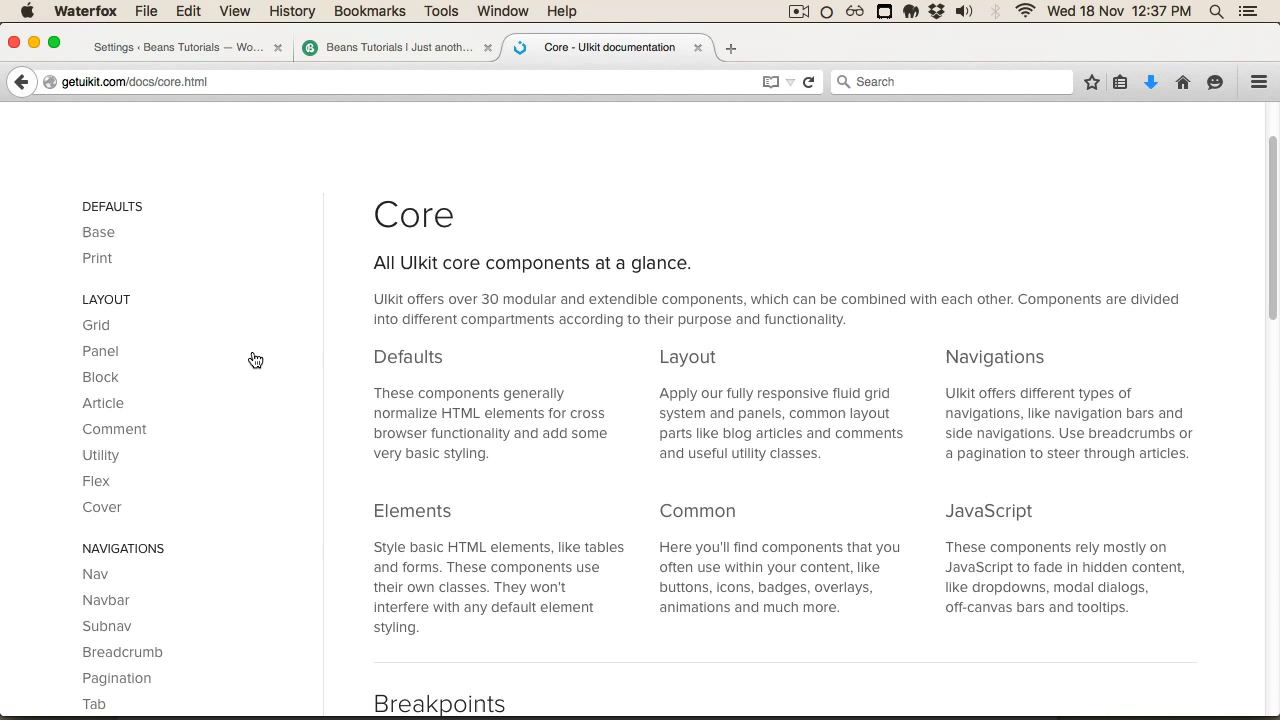 Waterfox File Edit View History Bookmarks Tools Window Help Wed 18 Nov 12:37 PM
Settings ‹ Beans Tutorials — Wo...
Beans Tutorials | Just anoth...
Core - UIkit documentation
getuikit.com/docs/core.html
Search
DEFAULTS
Base
Print
LAYOUT
Grid
Panel
Block
Article
Comment
Utility
Flex
Cover
NAVIGATIONS
Nav
Navbar
Subnav
Breadcrumb
Pagination
Tab
Core
All UIkit core components at a glance.
UIkit offers over 30 modular and extendible components, which can be combined with each other. Components are divided
into different compartments according to their purpose and functionality.
Defaults
These components generally
normalize HTML elements for cross
browser functionality and add some
very basic styling.
Layout
Apply our fully responsive fluid grid
system and panels, common layout
parts like blog articles and comments
and useful utility classes.
Navigations
UIkit offers different types of
navigations, like navigation bars and
side navigations. Use breadcrumbs or
a pagination to steer through articles.
Elements
Style basic HTML elements, like tables
and forms. These components use
their own classes. They won't
interfere with any default element
styling.
Common
Here you'll find components that you
often use within your content, like
buttons, icons, badges, overlays,
animations and much more.
JavaScript
These components rely mostly on
JavaScript to fade in hidden content,
like dropdowns, modal dialogs,
off-canvas bars and tooltips.
Breakpoints